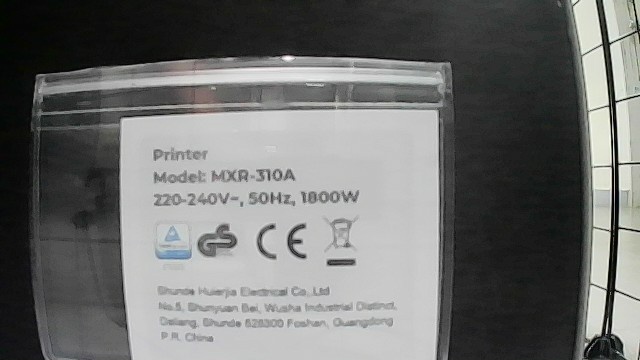 Printer
Model: MXR-310A
220-240V~, 50Hz, 1800W
CE
Shunde Huierjia Electrical Co., Ltd
No.5, Shunyuan Bei, Wusha Industrial Distinct,
Daliang, Shunde 528300 Foshan, Guangdong
P.R. China